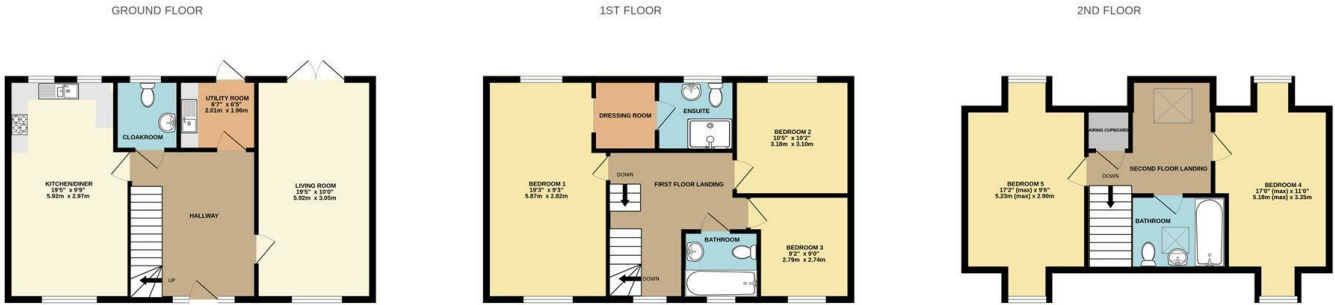 GROUND FLOOR
KITCHEN/DINER
19'5" x 9'9"
5.92m x 2.97m
CLOAKROOM
UTILITY ROOM
6'7" x 6'5"
2.01m x 1.96m
HALLWAY
UP
LIVING ROOM
19'5" x 10'0"
5.92m x 3.05m
1ST FLOOR
BEDROOM 1
19'3" x 9'3"
5.87m x 2.82m
DRESSING ROOM
ENSUITE
BEDROOM 2
10'5" x 10'2"
3.18m x 3.10m
DOWN
FIRST FLOOR LANDING
BATHROOM
DOWN
BEDROOM 3
9'2" x 9'0"
2.79m x 2.74m
2ND FLOOR
AIRING CUPBOARD
BEDROOM 5
17'2" (max) x 9'6"
5.23m (max) x 2.90m
DOWN
SECOND FLOOR LANDING
BATHROOM
BEDROOM 4
17'0" (max) x 11'0"
5.18m (max) x 3.35m